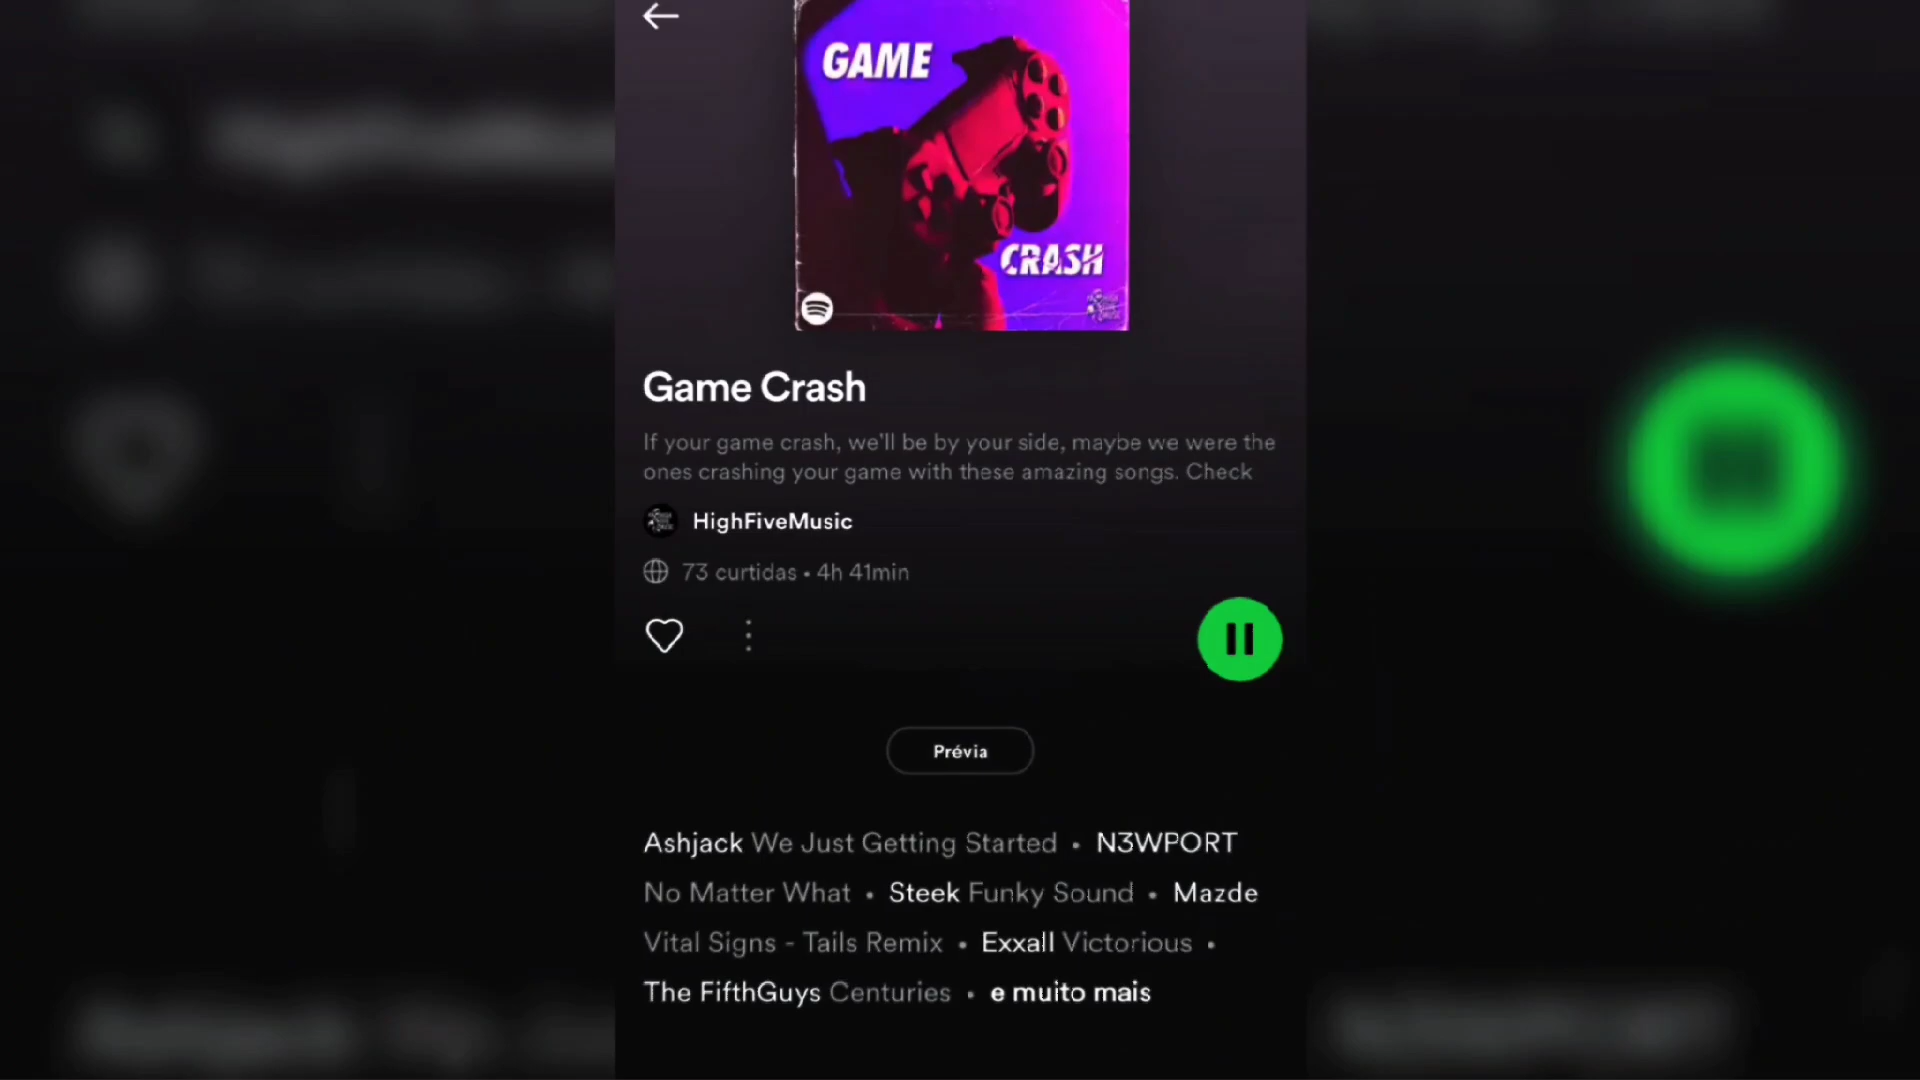 GAME
CRASH
Game Crash
If your game crash, we'll be by your side, maybe we were the
ones crashing your game with these amazing songs. Check
HighFiveMusic
73 curtidas • 4h 41min
Prévia
Ashjack We Just Getting Started • N3WPORT
No Matter What • Steek Funky Sound • Mazde
Vital Signs - Tails Remix • Exxall Victorious •
The FifthGuys Centuries • e muito mais